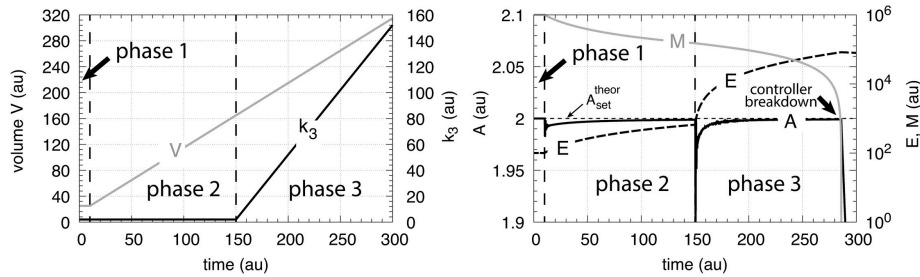 320
280
240
200
160
120
80
40
0
volume V (au)
phase 1
V
k3
phase 2
phase 3
160
140
120
100
80
60
40
20
0
k3 (au)
0 50 100 150 200 250 300
time (au)
2.1
2.05
2
1.95
1.9
A (au)
phase 1
M
E
controller
breakdown
A set theor
A
E
phase 2
phase 3
10^6
10^4
10^2
10^0
E, M (au)
0 50 100 150 200 250 300
time (au)